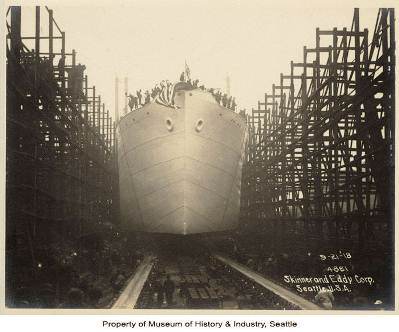 9-21-'18
4861
Skinner and Eddy Corp.
Seattle, U.S.A.
Property of Museum of History & Industry, Seattle